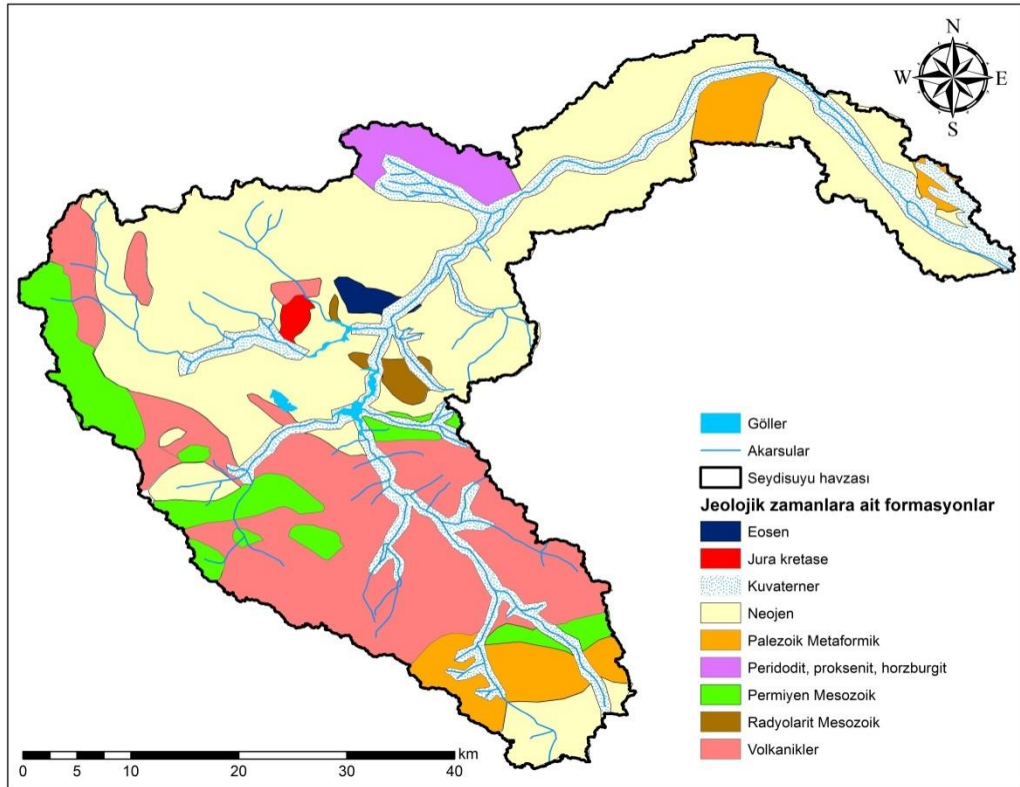 N
W E
S
Göller
Akarsular
Seydisuyu havzası
Jeolojik zamanlara ait formasyonlar
Eosen
Jura kretase
Kuvaterner
Neojen
Palezoik Metaformik
Peridodit, proksenit, horzburgit
Permiyen Mesozoik
Radyolarit Mesozoik
Volkanikler
km
0 5 10 20 30 40